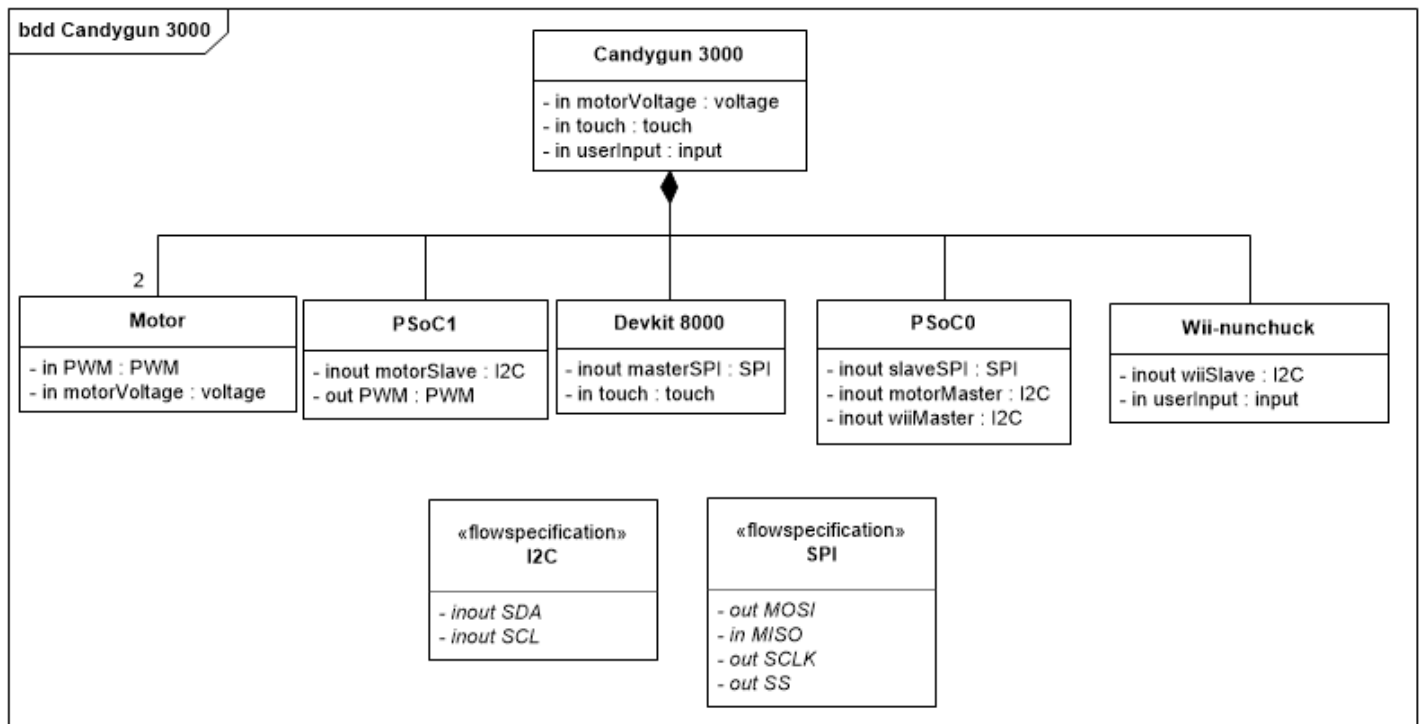 bdd Candygun 3000
Candygun 3000
- in motorVoltage : voltage
- in touch : touch
- in userInput : input
2
Motor
- in PWM : PWM
- in motorVoltage : voltage
PSoC1
- inout motorSlave : I2C
- out PWM : PWM
Devkit 8000
- inout masterSPI : SPI
- in touch : touch
PSoC0
- inout slaveSPI : SPI
- inout motorMaster : I2C
- inout wiiMaster : I2C
Wii-nunchuck
- inout wiiSlave : I2C
- in userInput : input
«flowspecification»
I2C
- inout SDA
- inout SCL
«flowspecification»
SPI
- out MOSI
- in MISO
- out SCLK
- out SS